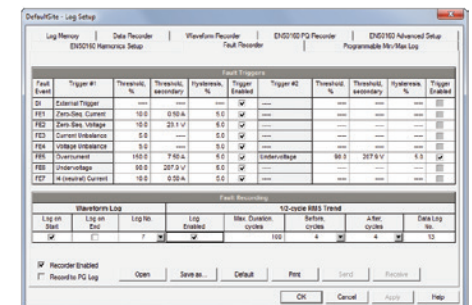 DefaultSite - Log Setup
Log Memory Data Recorder Waveform Recorder EN50160 PQ Recorder EN50160 Advanced Setup
EN50160 Harmonics Setup Fault Recorder Programmable Min/Max Log
Fault Triggers
Fault Event Trigger #1 Threshold, % Threshold, secondary Hysteresis, % Trigger Enabled Trigger #2 Threshold, % Threshold, secondary Hysteresis, % Trigger Enabled
DI External Trigger ---- ---- ---- ---- ---- ---- ----
FE1 Zero-Seq. Current 10.0 0.50 A 5.0 ---- ---- ---- ----
FE2 Zero-Seq. Voltage 10.0 23.1 V 5.0 ---- ---- ---- ----
FE3 Current Unbalance 5.0 ---- 5.0 ---- ---- ---- ----
FE4 Voltage Unbalance 5.0 ---- 5.0 ---- ---- ---- ----
FE5 Overcurrent 150.0 7.50 A 5.0 Undervoltage 90.0 207.9 V 5.0
FE6 Undervoltage 90.0 207.9 V 5.0 ---- ---- ---- ----
FE7 I4 (neutral) Current 10.0 0.50 A 5.0 ---- ---- ---- ----
Fault Recording
Waveform Log 1/2-cycle RMS Trend
Log on Start Log on End Log No. Log Enabled Max. Duration, cycles Before, cycles After, cycles Data Log No.
7 100 4 4 15
Recorder Enabled
Record to PQ Log
Open Save as... Default Print Send Receive
OK Cancel Apply Help